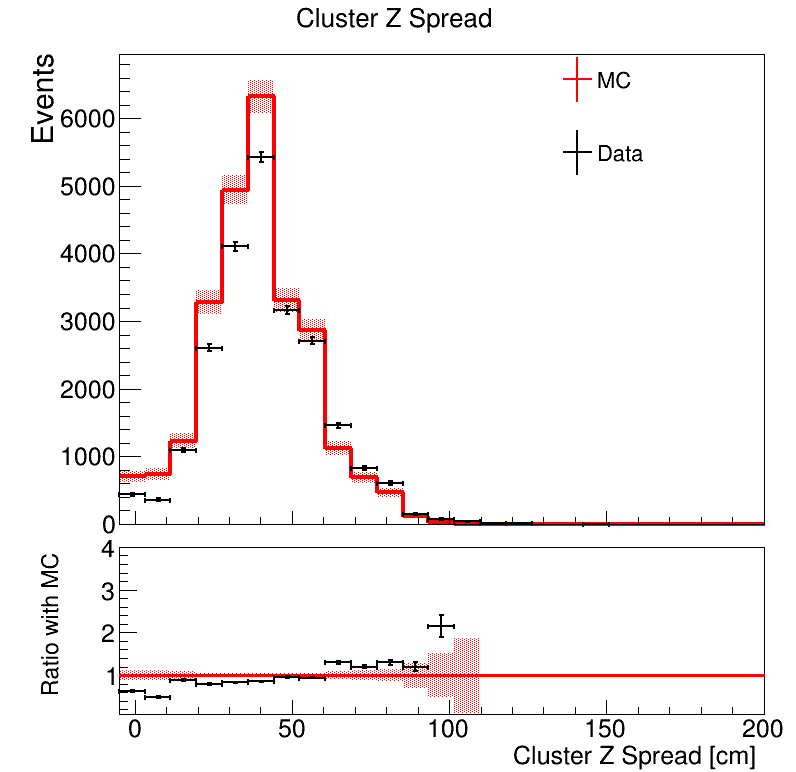 Cluster Z Spread
Events
MC
Data
6000
5000
4000
3000
2000
1000
0
Ratio with MC
4
3
2
1
0 50 100 150 200
Cluster Z Spread [cm]